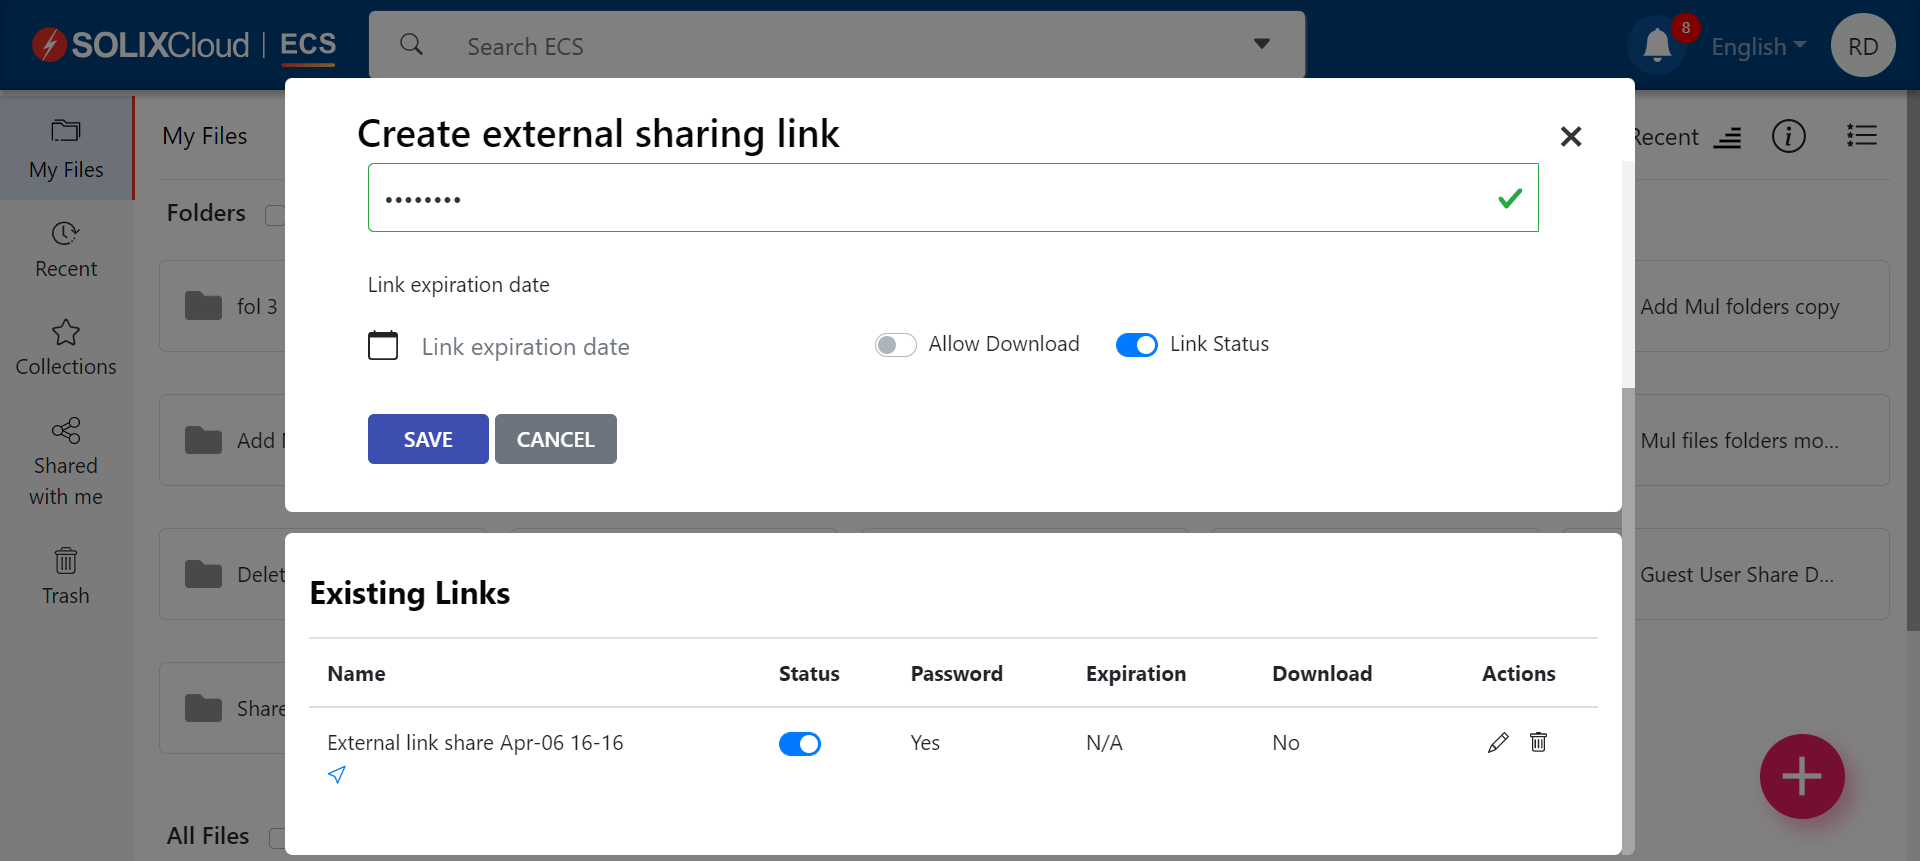 SOLIXCloud | ECS
Search ECS
8
English
RD
My Files
Recent
Collections
Shared
with me
Trash
My Files
Recent
Folders
fol 3
Add Mul folders copy
Add
Mul files folders mo...
Delet
Guest User Share D...
Share
All Files
Create external sharing link
••••••••
Link expiration date
Link expiration date
Allow Download
Link Status
SAVE
CANCEL
Existing Links
Name Status Password Expiration Download Actions
External link share Apr-06 16-16 Yes N/A No